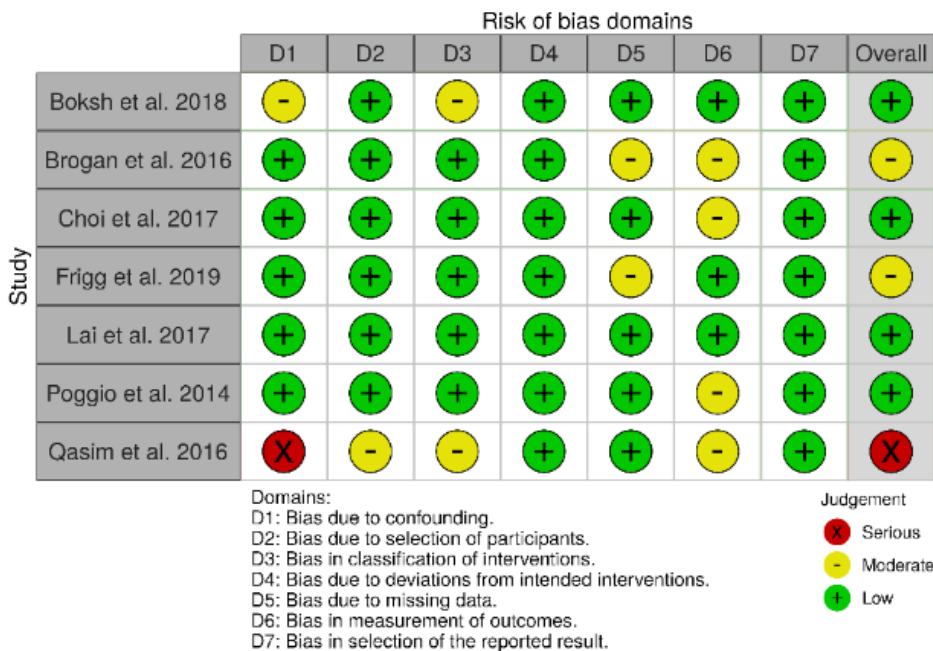 Risk of bias domains
D1 D2 D3 D4 D5 D6 D7 Overall
Study
Boksh et al. 2018 - + - + + + + +
Brogan et al. 2016 + + + + - - + -
Choi et al. 2017 + + + + + - + +
Frigg et al. 2019 + + + + - + + -
Lai et al. 2017 + + + + + + + +
Poggio et al. 2014 + + + + + - + +
Qasim et al. 2016 X - - + + - + X
Domains:
D1: Bias due to confounding.
D2: Bias due to selection of participants.
D3: Bias in classification of interventions.
D4: Bias due to deviations from intended interventions.
D5: Bias due to missing data.
D6: Bias in measurement of outcomes.
D7: Bias in selection of the reported result.
Judgement
X Serious
- Moderate
+ Low